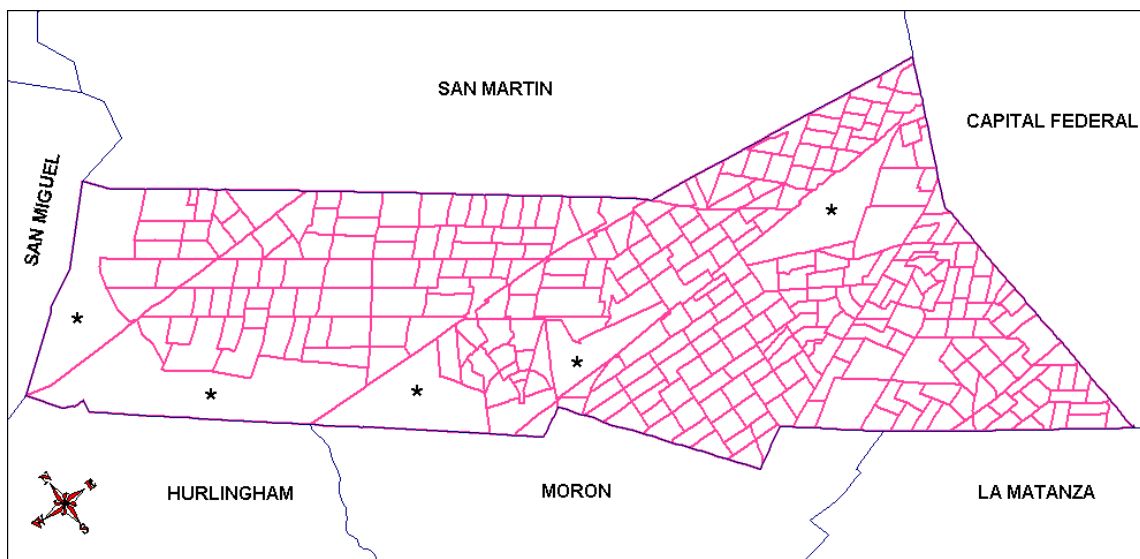 SAN MARTIN
CAPITAL FEDERAL
SAN MIGUEL
*
*
*
*
*
HURLINGHAM
MORON
LA MATANZA
N
E
W
S